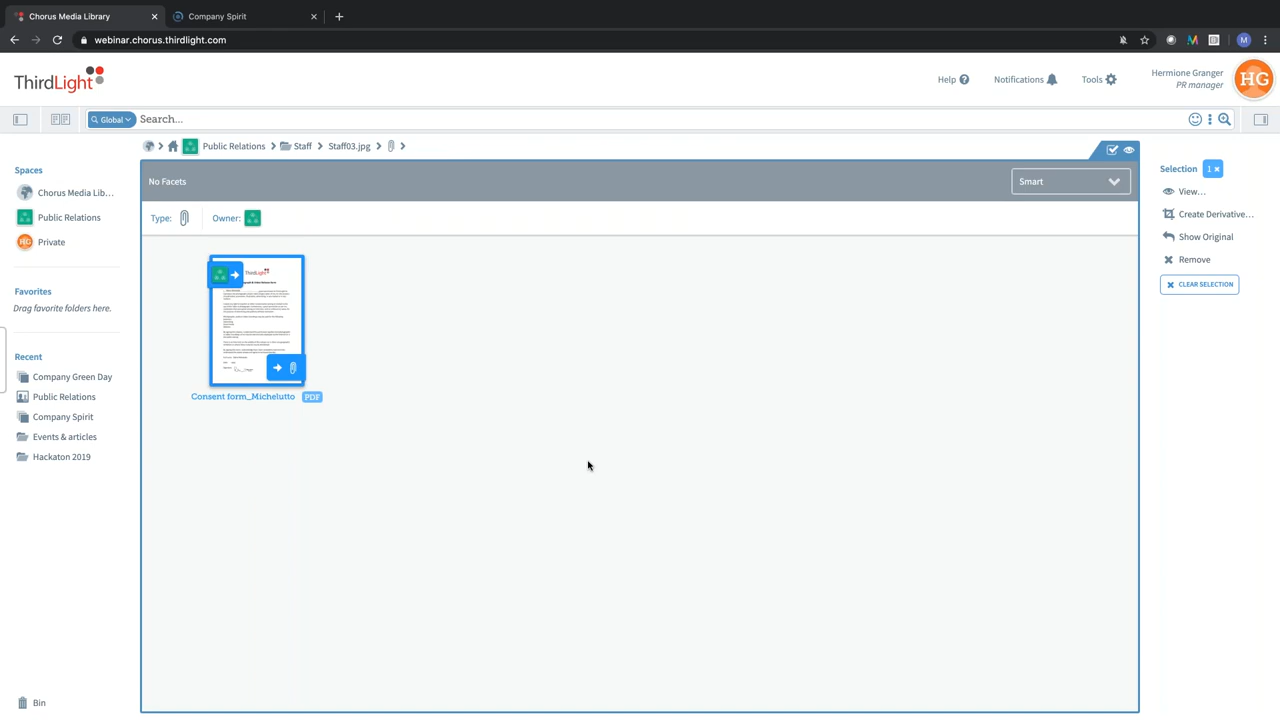 Chorus Media Library
Company Spirit
webinar.chorus.thirdlight.com
M
ThirdLight
Help
Notifications
Tools
Hermione Granger
PR manager
HG
Global
Search...
Public Relations
Staff
Staff03.jpg
Spaces
Chorus Media Lib...
Public Relations
HG
Private
Favorites
Drag favorite folders here.
Recent
Company Green Day
Public Relations
Company Spirit
Events & articles
Hackaton 2019
Bin
No Facets
Smart
Type:
Owner:
ThirdLight
Consent form_Michelutto
PDF
Selection
1 ×
View...
Create Derivative...
Show Original
Remove
CLEAR SELECTION